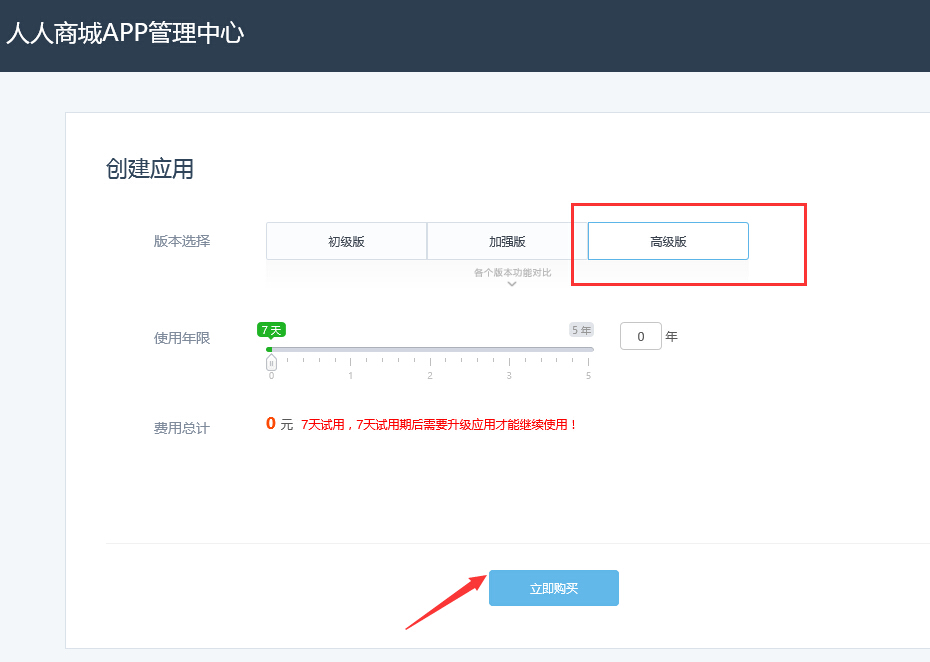 人人商城APP管理中心
创建应用
版本选择 初级版 加强版 高级版
各个版本功能对比
7 天 5 年
使用年限 0 年
0 1 2 3 5
费用总计 0 元 7天试用，7天试用期后需要升级应用才能继续使用！
立即购买